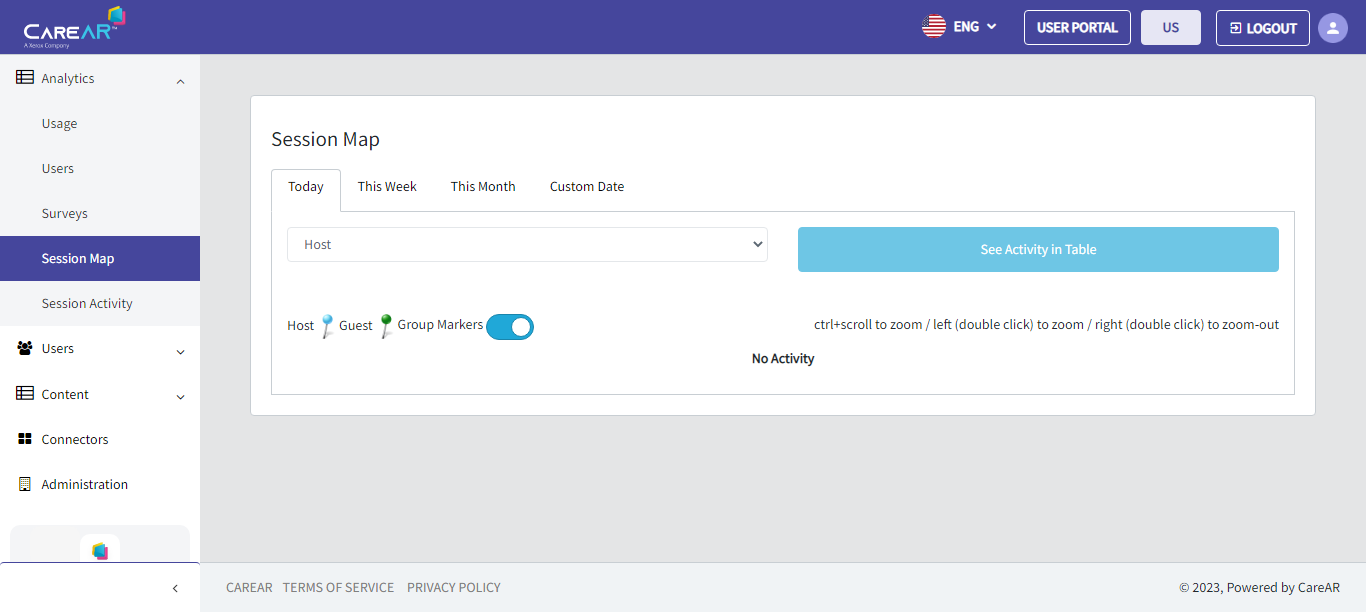 CAREAR™
A Xerox Company
ENG
USER PORTAL
US
LOGOUT
Analytics
Usage
Users
Surveys
Session Map
Session Activity
Users
Content
Connectors
Administration
Session Map
Today This Week This Month Custom Date
Host
See Activity in Table
Host Guest Group Markers
ctrl+scroll to zoom / left (double click) to zoom / right (double click) to zoom-out
No Activity
CAREAR TERMS OF SERVICE PRIVACY POLICY
© 2023, Powered by CareAR